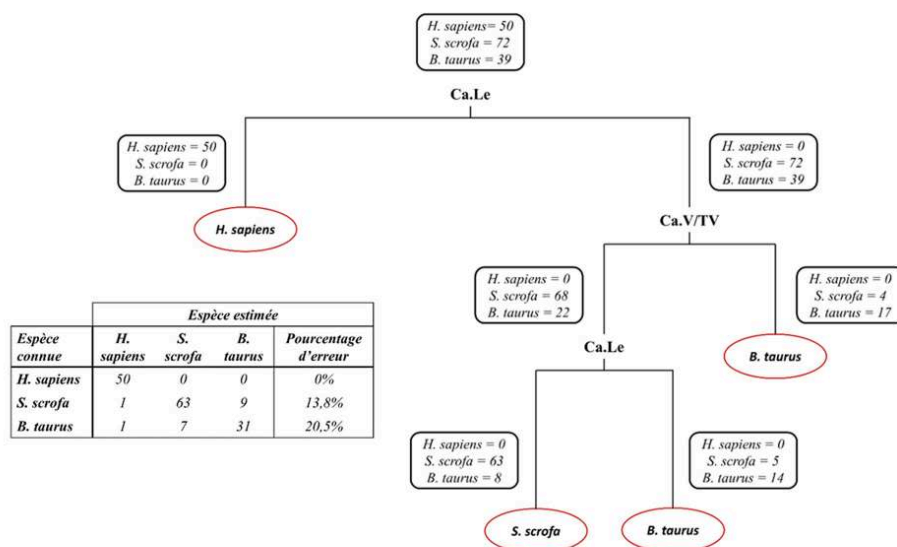 H. sapiens= 50
S. scrofa = 72
B. taurus = 39
Ca.Le
H. sapiens = 50
S. scrofa = 0
B. taurus = 0
H. sapiens = 0
S. scrofa = 72
B. taurus = 39
H. sapiens
Ca.V/TV
H. sapiens = 0
S. scrofa = 68
B. taurus = 22
H. sapiens = 0
S. scrofa = 4
B. taurus = 17
Ca.Le
B. taurus
Espèce estimée
Espèce connue H. sapiens S. scrofa B. taurus Pourcentage d'erreur
H. sapiens 50 0 0 0%
S. scrofa 1 63 9 13,8%
B. taurus 1 7 31 20,5%
H. sapiens = 0
S. scrofa = 63
B. taurus = 8
H. sapiens = 0
S. scrofa = 5
B. taurus = 14
S. scrofa
B. taurus